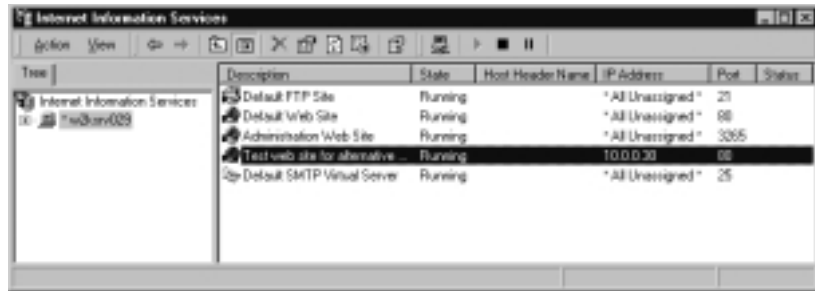 Internet Information Services
Action View
Tree
Description State Host Header Name IP Address Port Status
Internet Information Services
* w2ksrv029
Default FTP Site Running * All Unassigned * 21
Default Web Site Running * All Unassigned * 80
Administration Web Site Running * All Unassigned * 3265
Test web site for alternative ... Running 10.0.0.30 80
Default SMTP Virtual Server Running * All Unassigned * 25